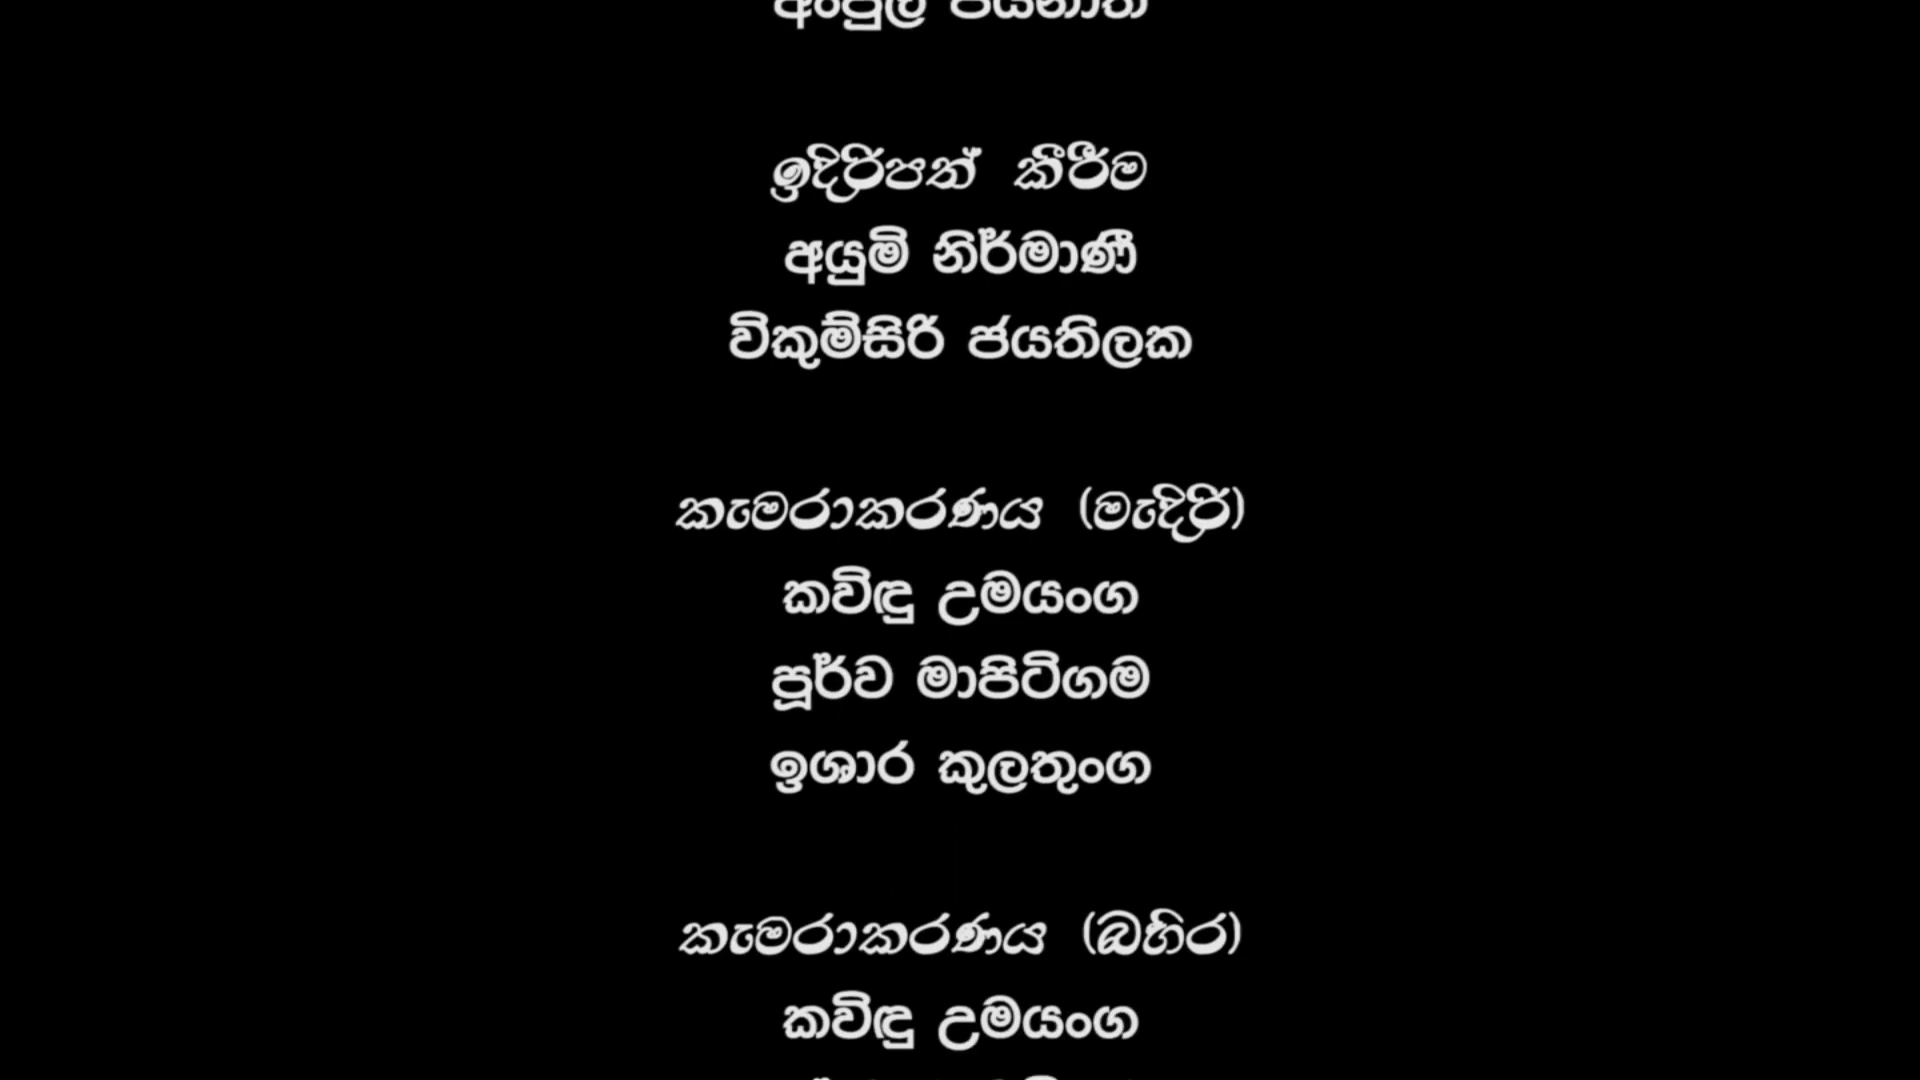 ඉදිරිපත් කිරීම
අයුමි නිර්මාණී
විකුම්සිරි ජයතිලක
කැමරාකරණය (මැදිරි)
කවිඳු උමයංග
පූර්ව මාපිටිගම
ඉශාර කුලතුංග
කැමරාකරණය (බහිර)
කවිඳු උමයංග